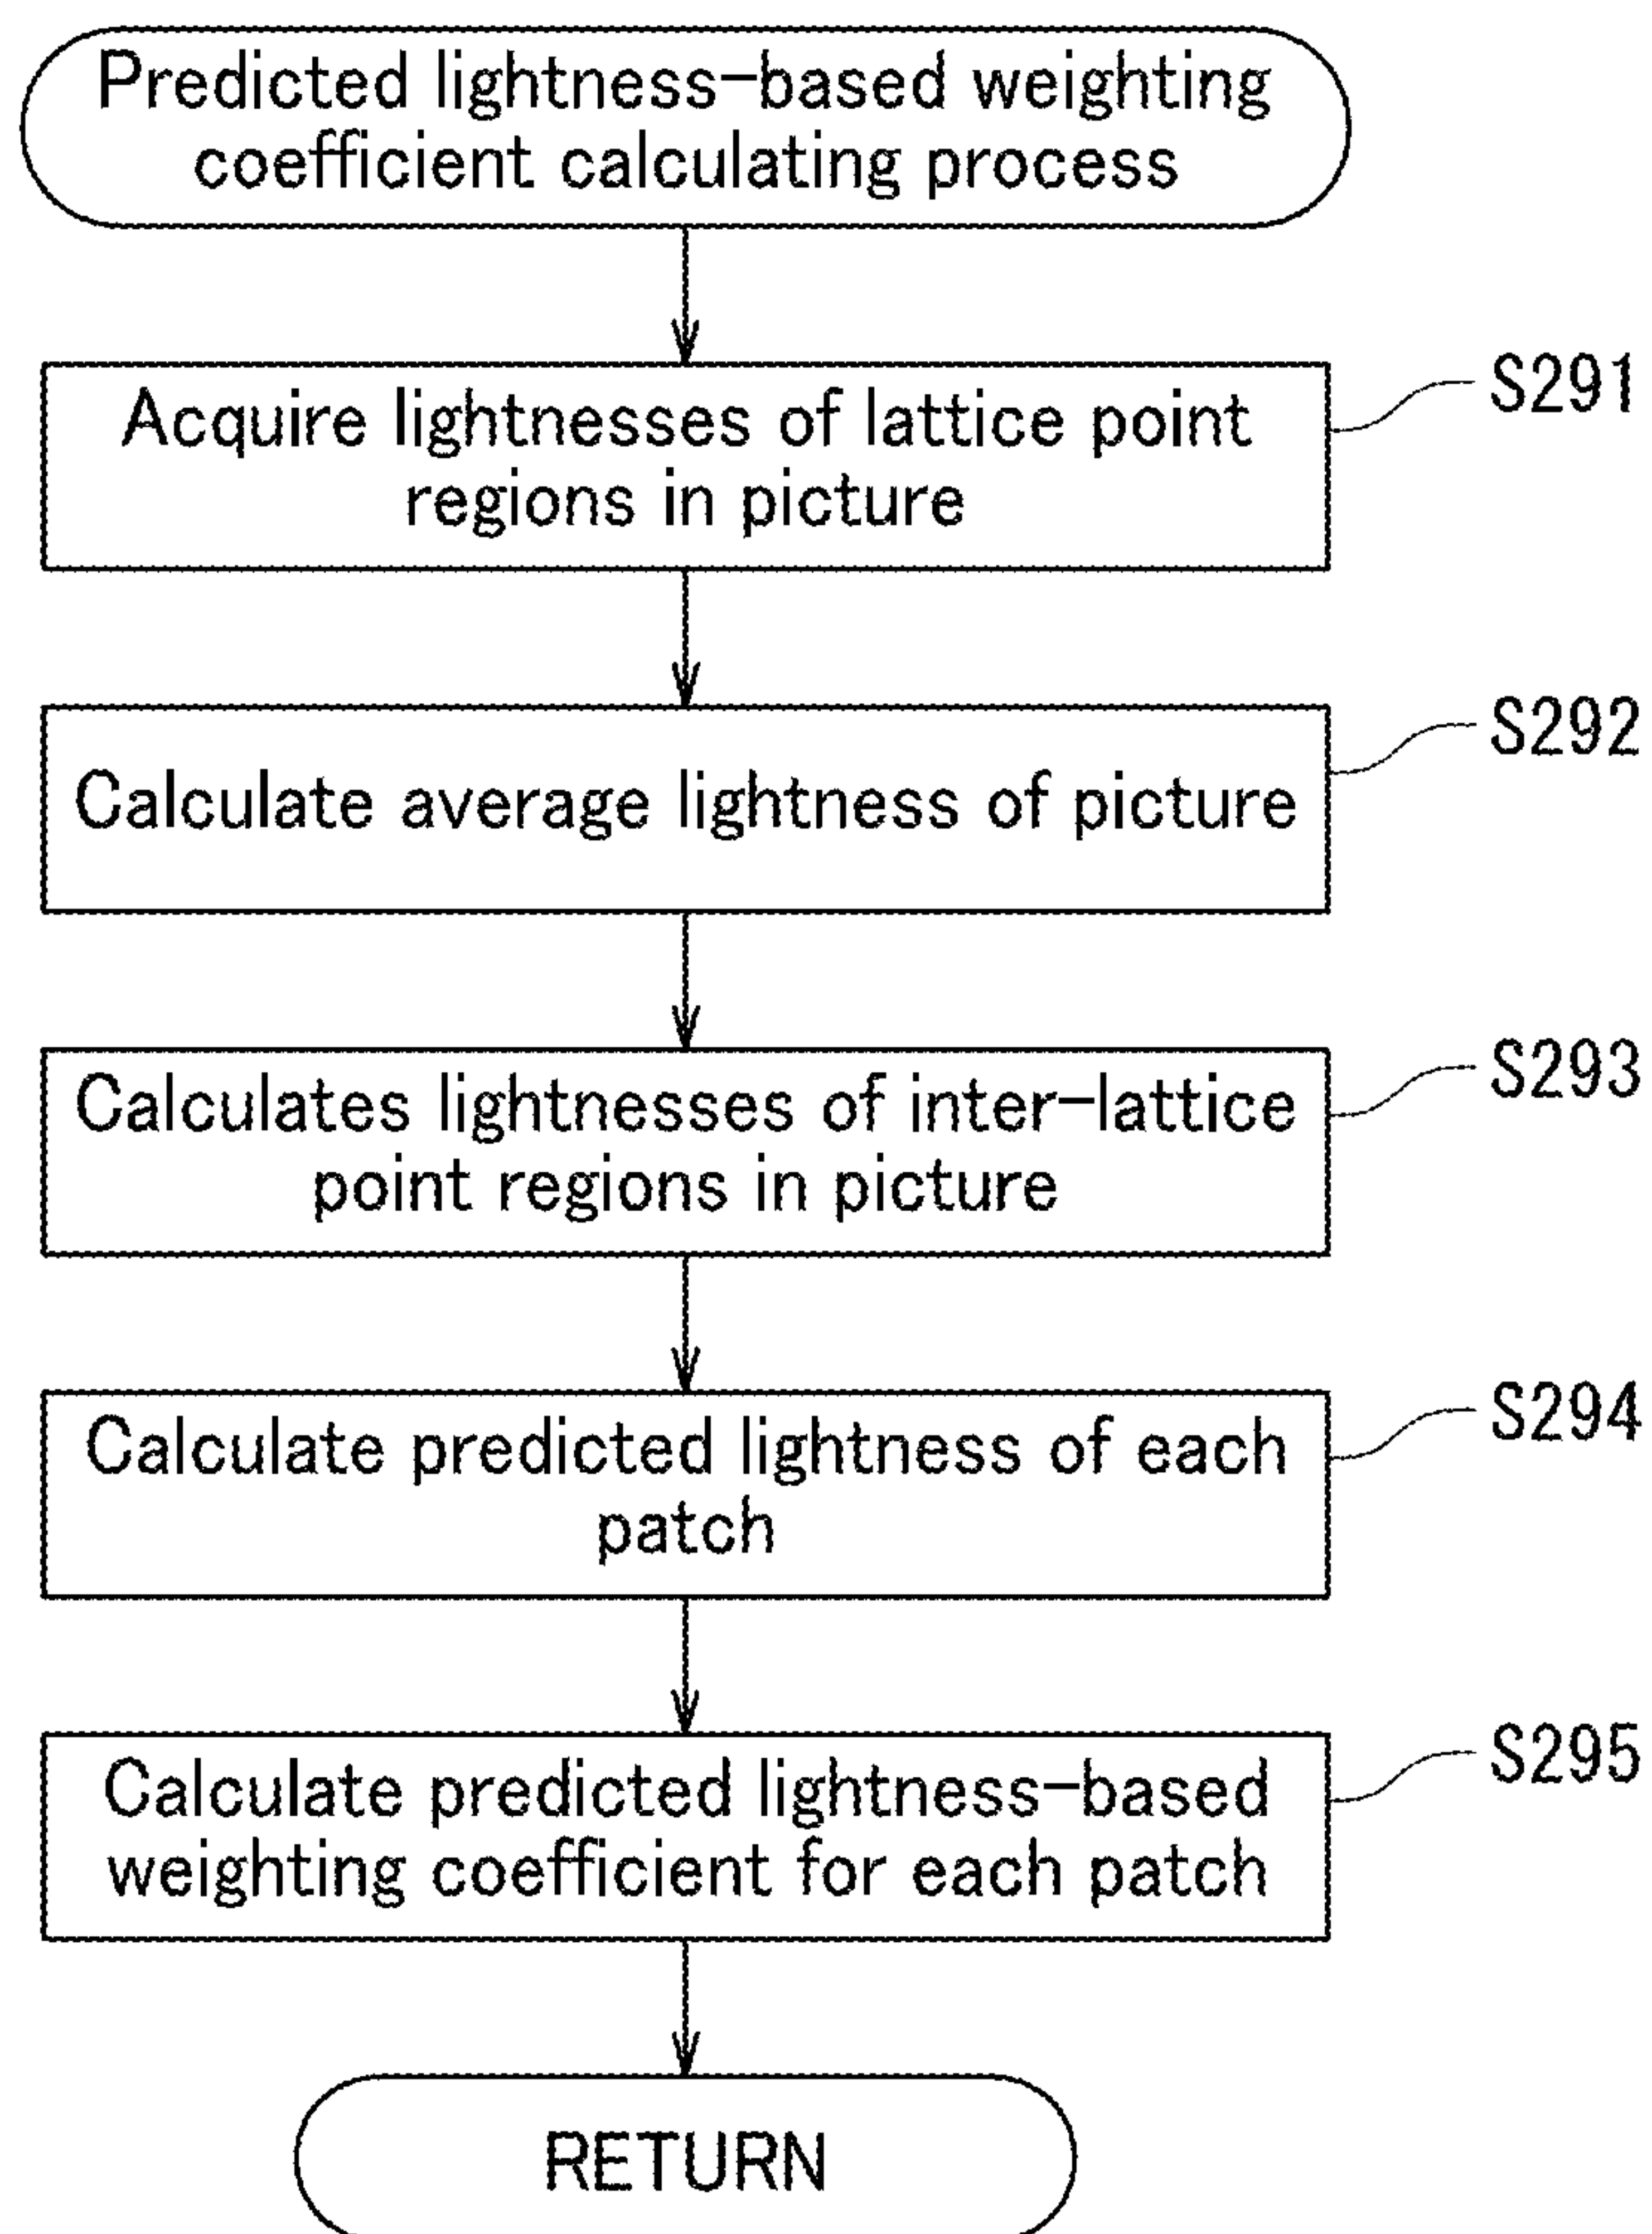 Predicted lightness-based weighting
coefficient calculating process
Acquire lightnesses of lattice point
regions in picture
S291
Calculate average lightness of picture
S292
Calculates lightnesses of inter-lattice
point regions in picture
S293
Calculate predicted lightness of each
patch
S294
Calculate predicted lightness-based
weighting coefficient for each patch
S295
RETURN